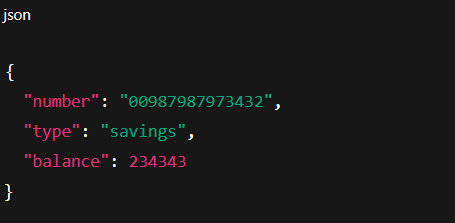 json
{
"number": "00987987973432",
"type": "savings",
"balance": 234343
}